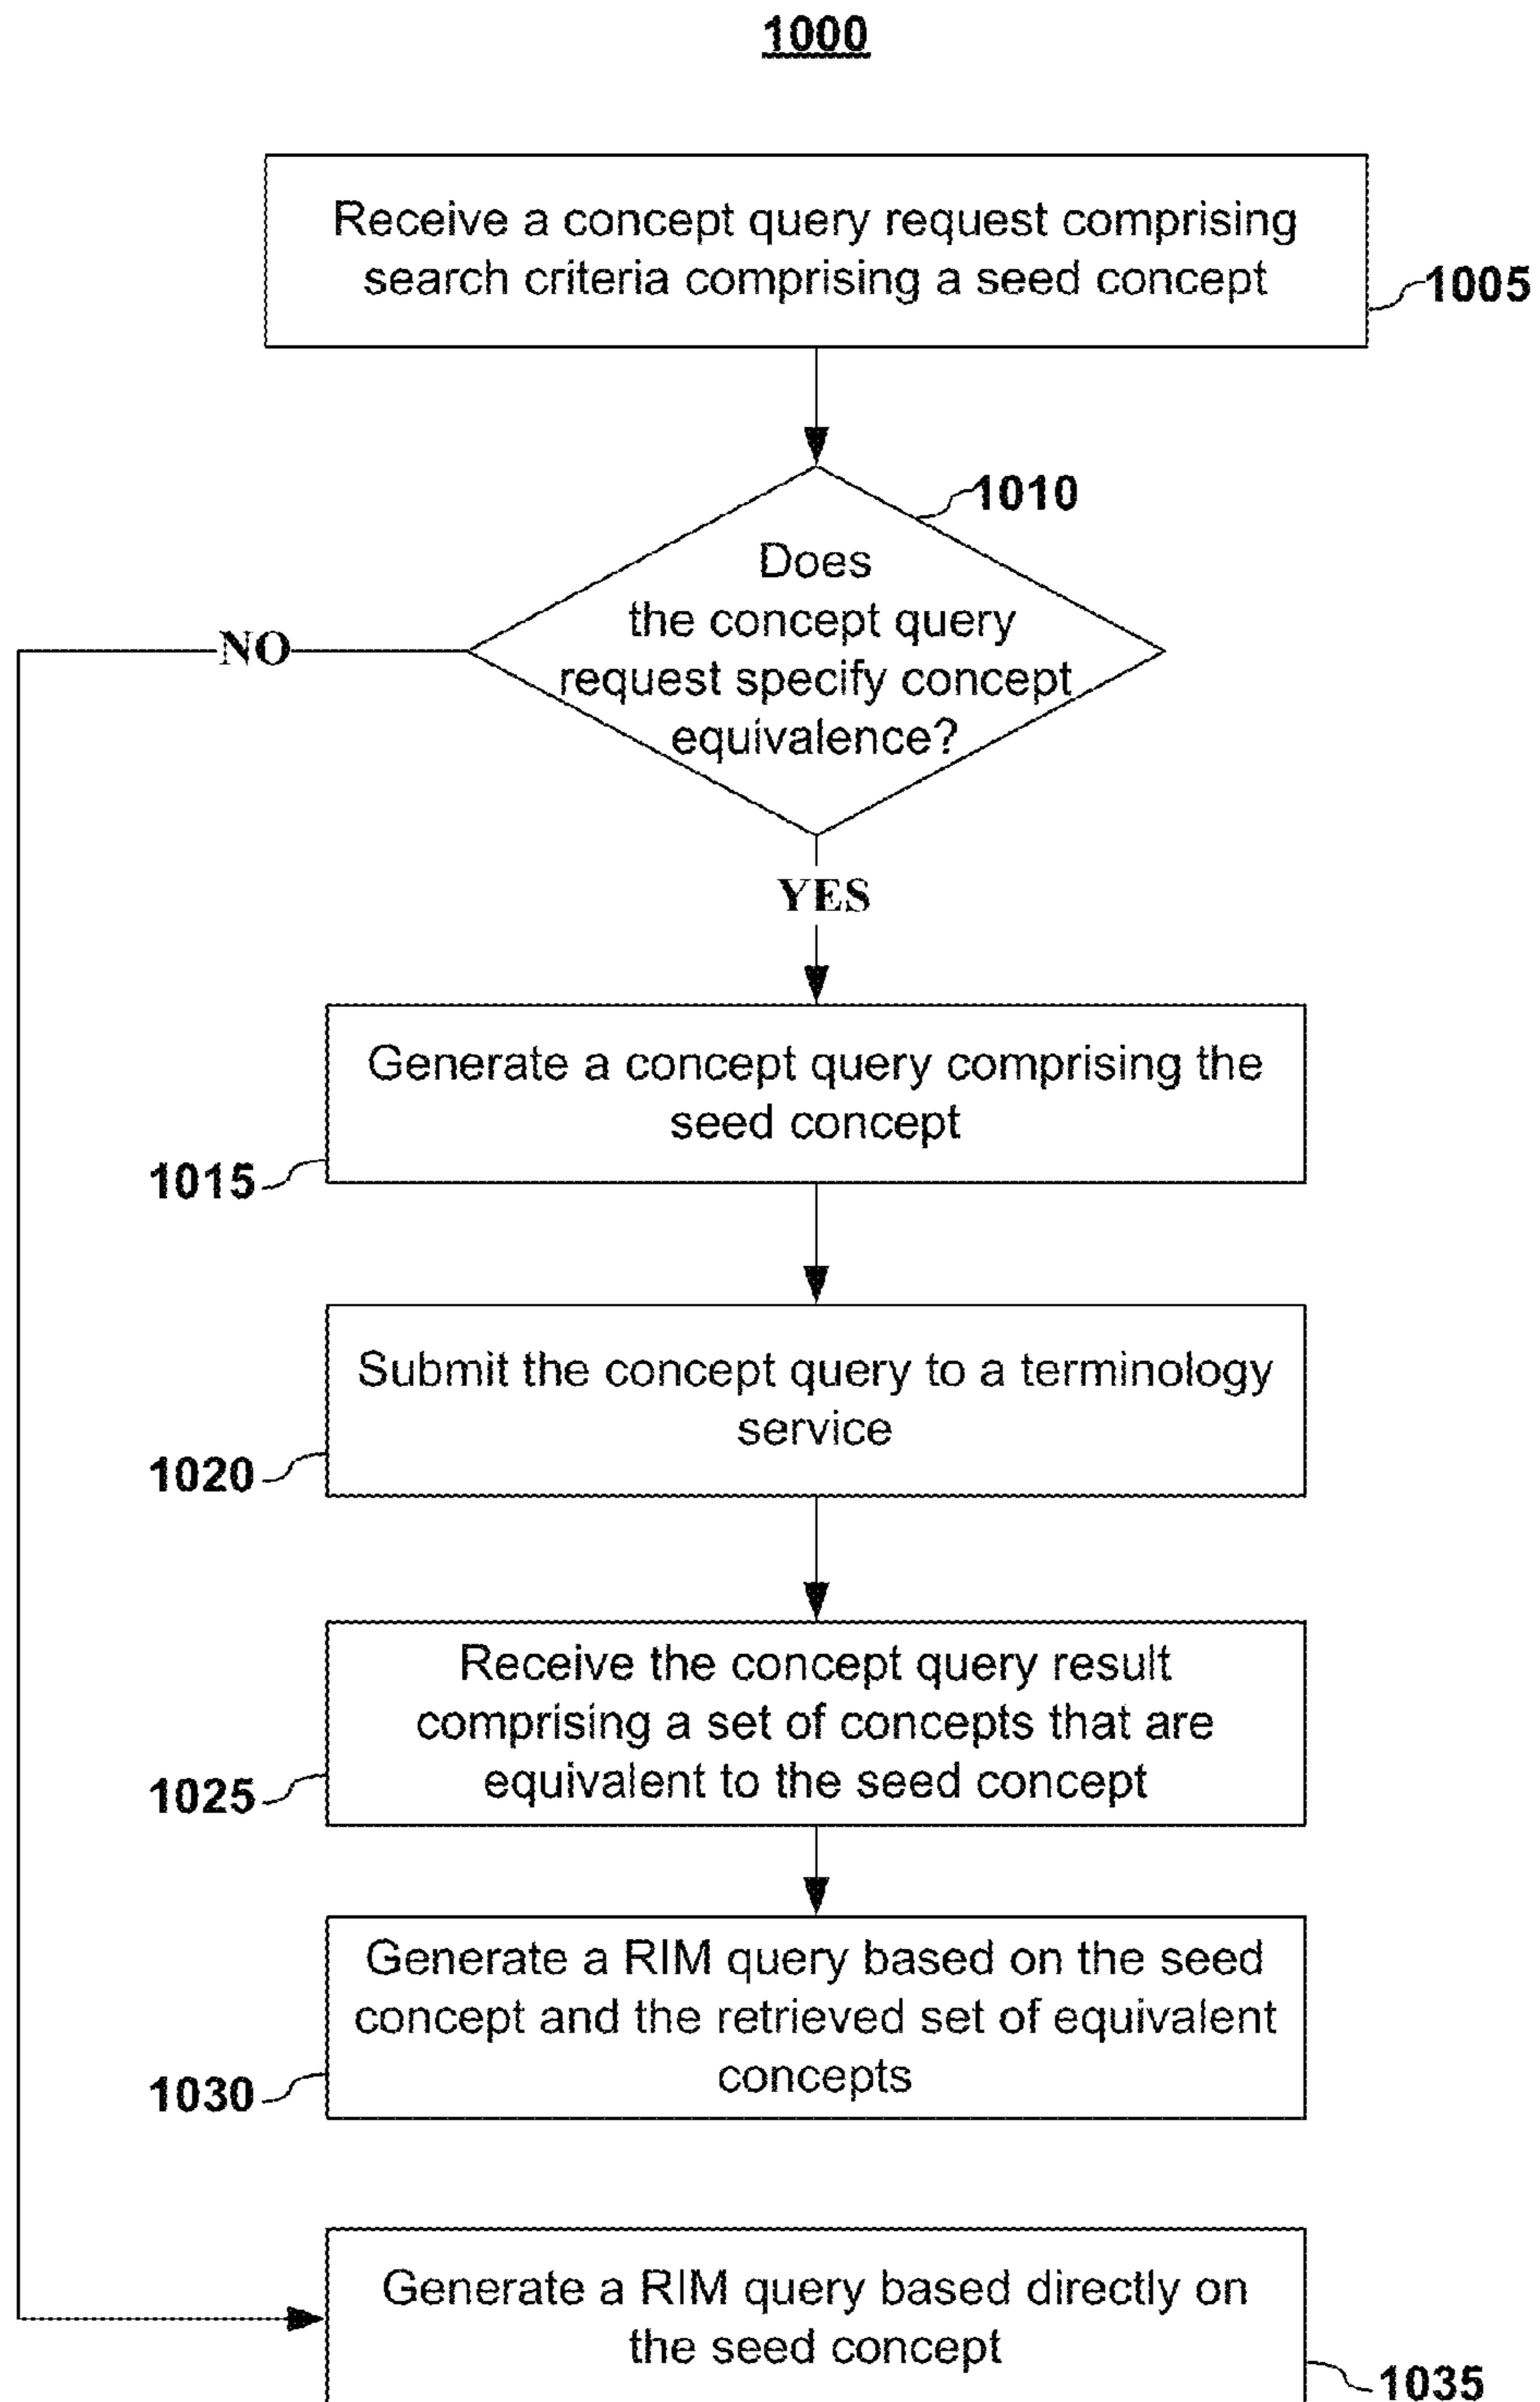 1000
Receive a concept query request comprising
search criteria comprising a seed concept
1005
1010
Does
the concept query
request specify concept
equivalence?
NO
YES
Generate a concept query comprising the
seed concept
1015
Submit the concept query to a terminology
service
1020
Receive the concept query result
comprising a set of concepts that are
equivalent to the seed concept
1025
Generate a RIM query based on the seed
concept and the retrieved set of equivalent
concepts
1030
Generate a RIM query based directly on
the seed concept
1035